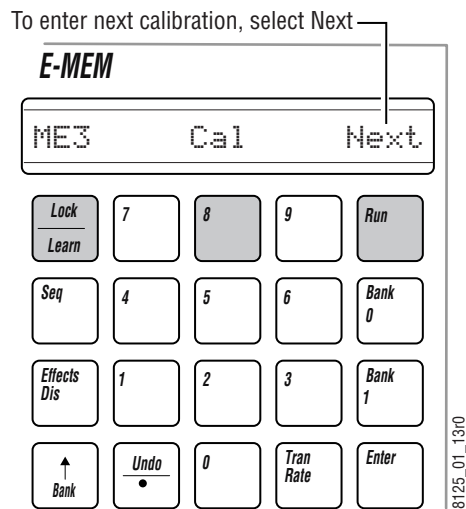 To enter next calibration, select Next
E-MEM
ME3 Cal Next
Lock
Learn
7
8
9
Run
Seq
4
5
6
Bank
0
Effects
Dis
1
2
3
Bank
1
Bank
Undo
0
Tran
Rate
Enter
8125_01_13r0